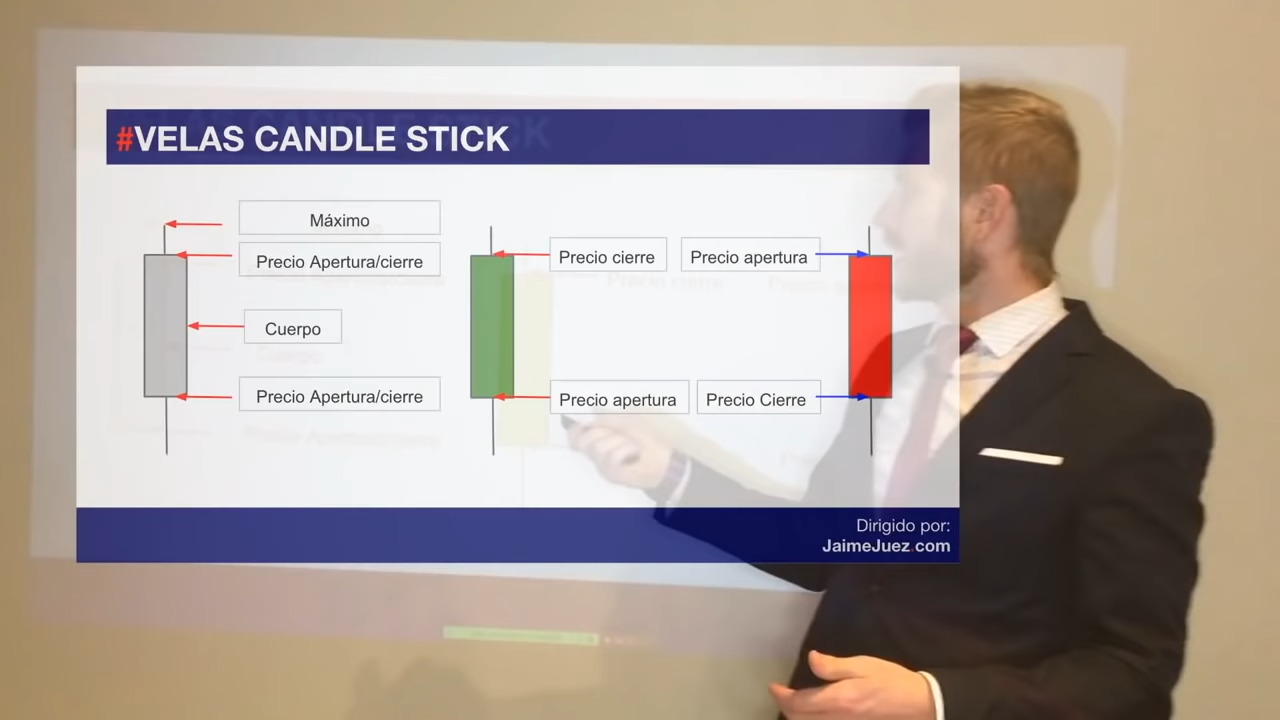 #VELAS CANDLE STICK
Máximo
Precio Apertura/cierre
Cuerpo
Precio Apertura/cierre
Precio cierre
Precio apertura
Precio apertura
Precio Cierre
Dirigido por:
JaimeJuez.com